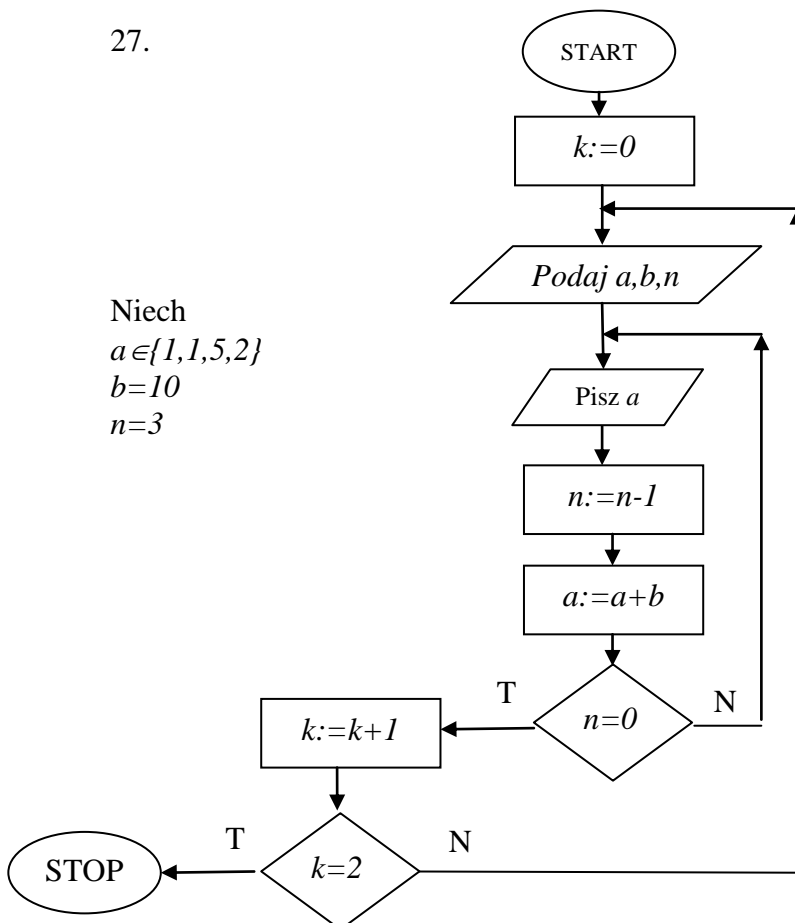 27.
START
k:=0
Podaj a,b,n
Niech
a∈{1,1,5,2}
b=10
n=3
Pisz a
n:=n-1
a:=a+b
n=0
T
N
k:=k+1
k=2
T
N
STOP